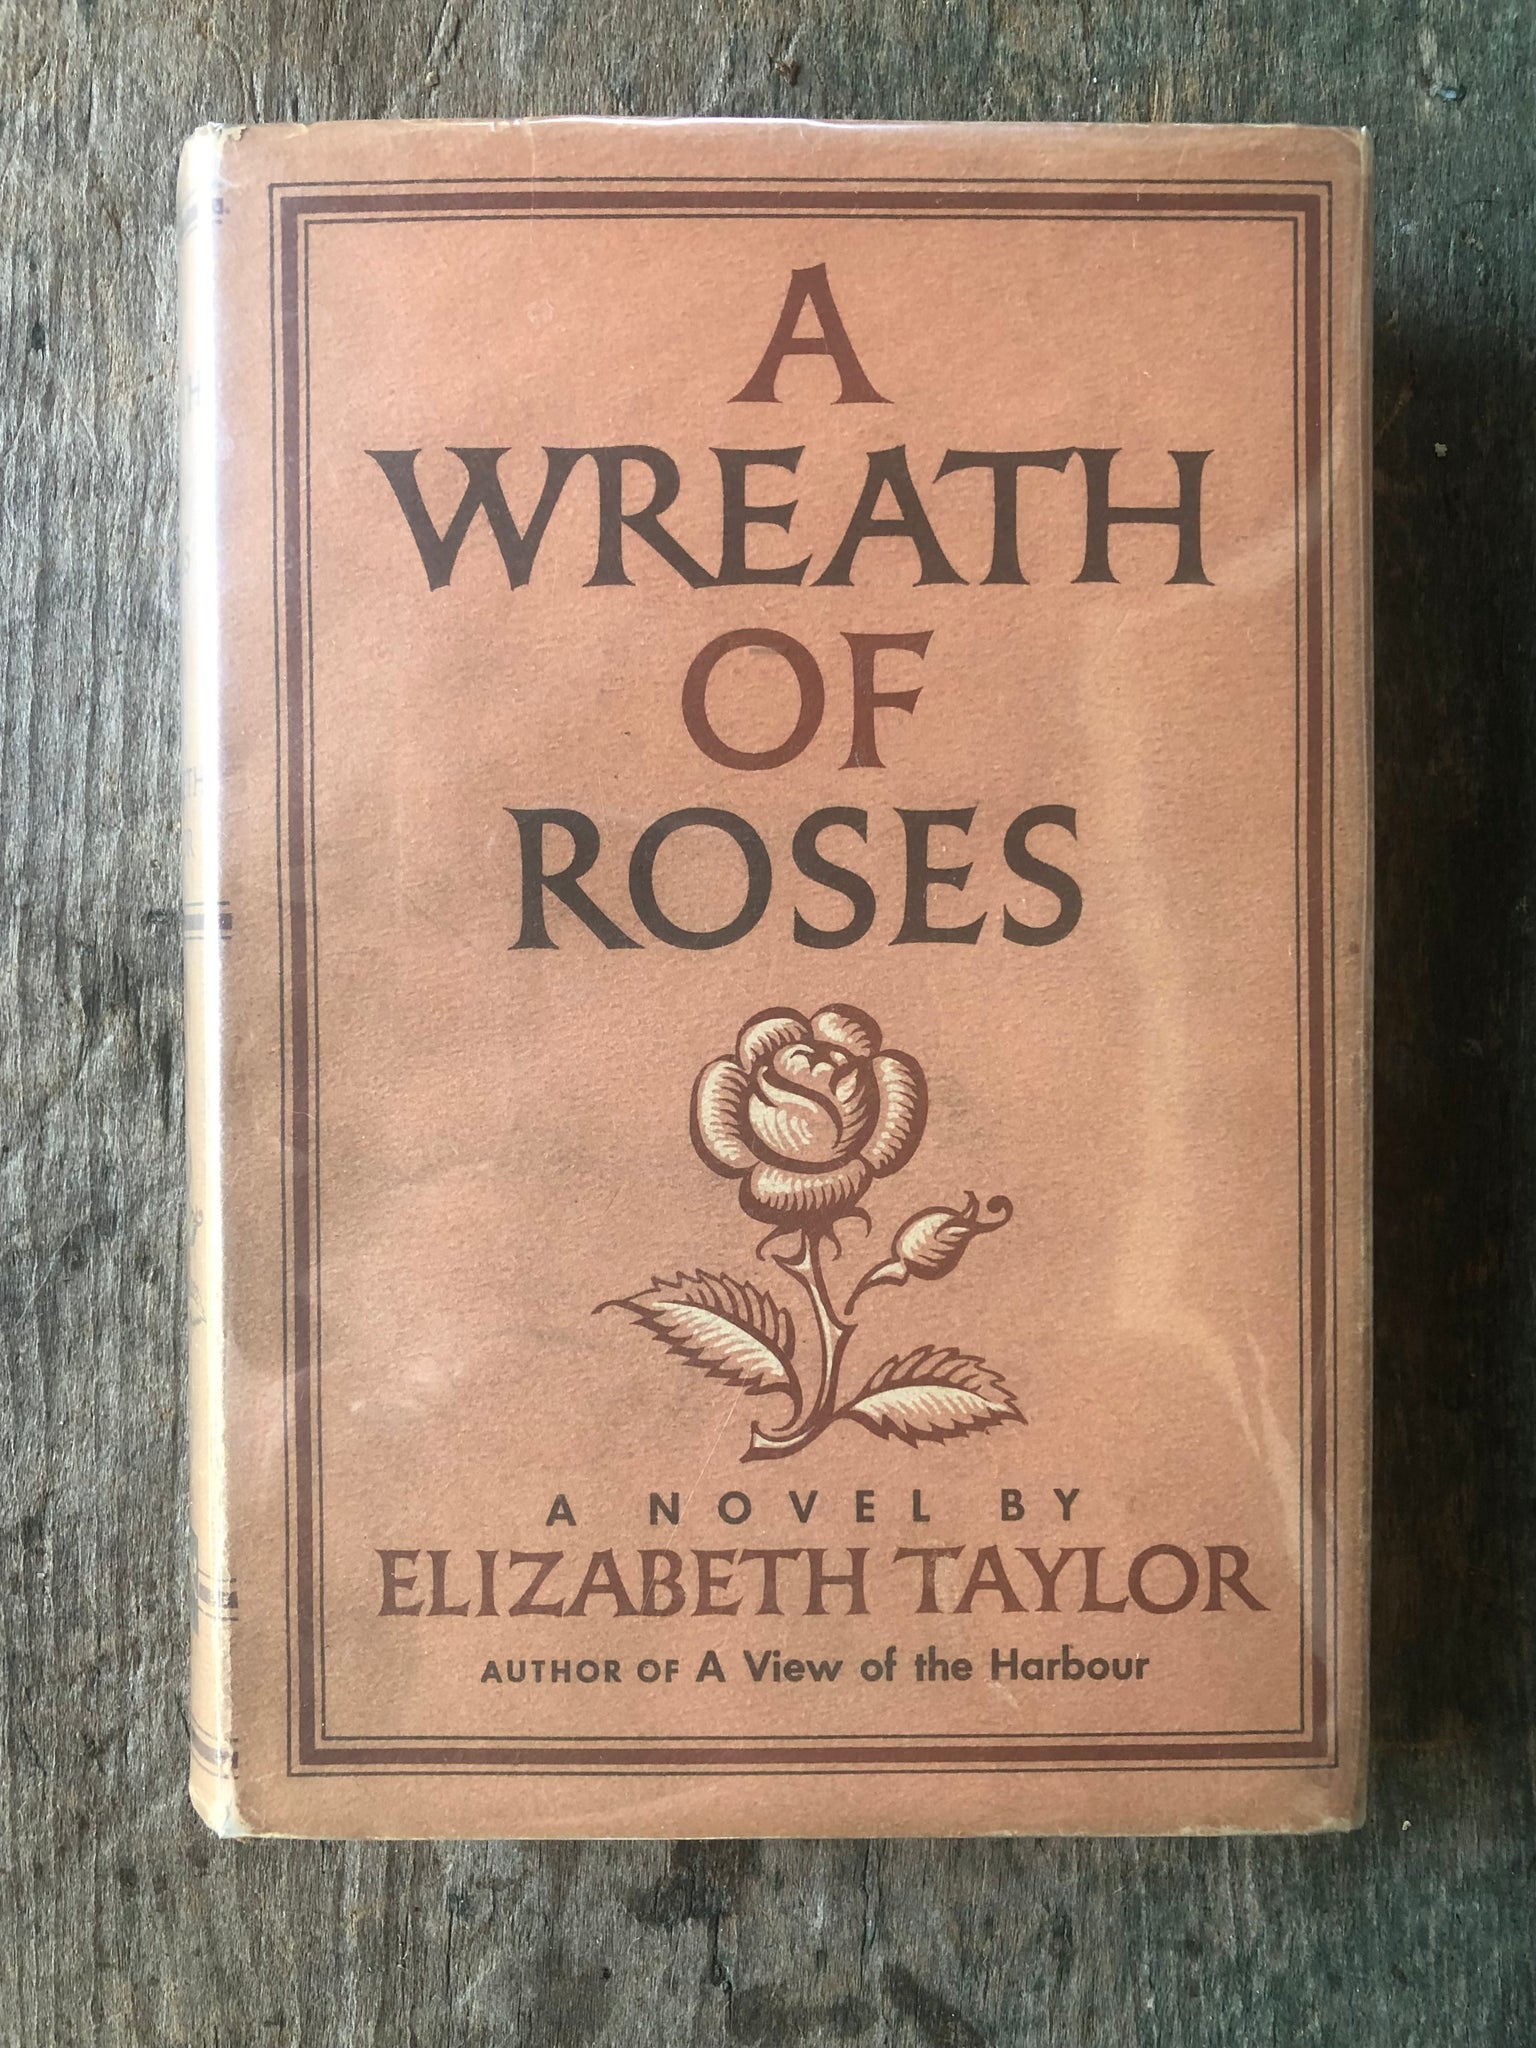 A
WREATH
OF
ROSES
A NOVEL BY
ELIZABETH TAYLOR
AUTHOR OF A View of the Harbour